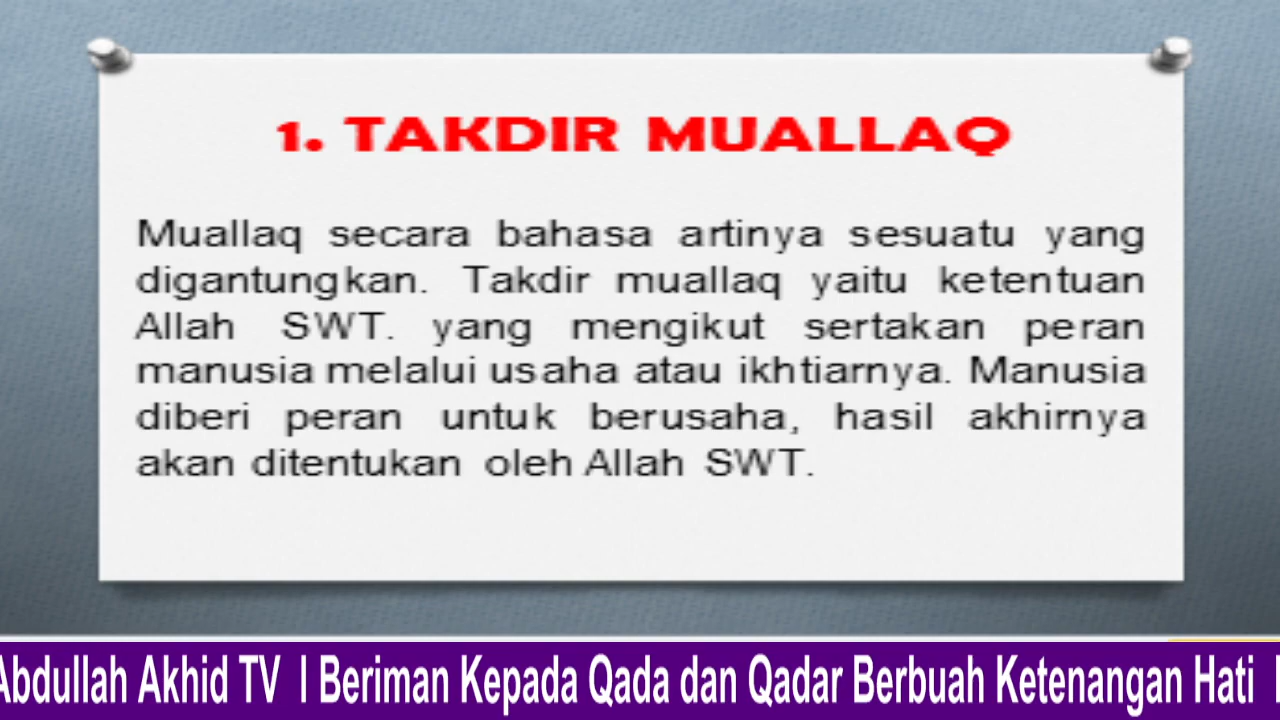 1. TAKDIR MUALLAQ
Muallaq secara bahasa artinya sesuatu yang
digantungkan. Takdir muallaq yaitu ketentuan
Allah SWT. yang mengikut sertakan peran
manusia melalui usaha atau ikhtiarnya. Manusia
diberi peran untuk berusaha, hasil akhirnya
akan ditentukan oleh Allah SWT.
Abdullah Akhid TV | Beriman Kepada Qada dan Qadar Berbuah Ketenangan Hati